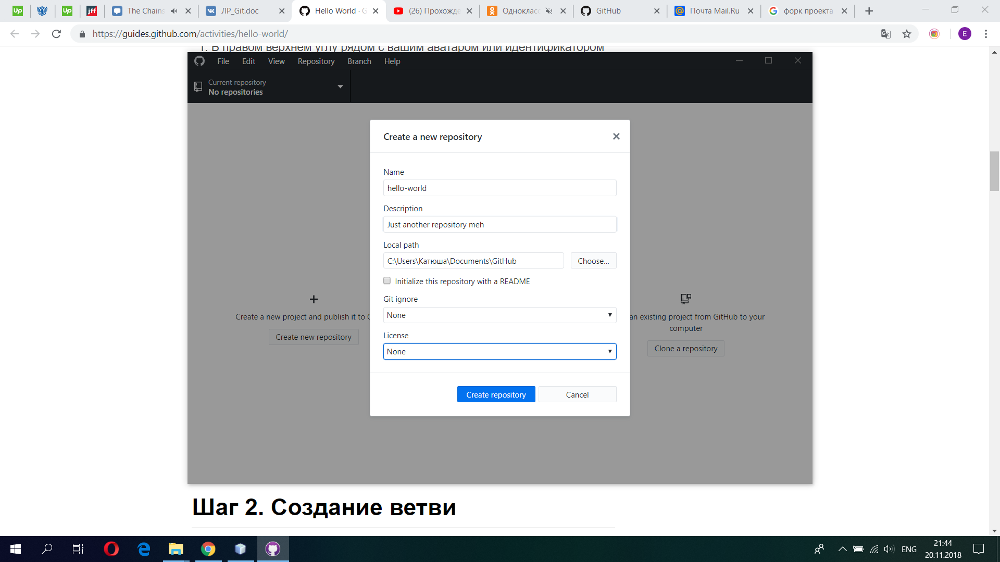 The Chains
ЛР_Git.doc
Hello World · G
(26) Прохожде
Одноклас
GitHub
Почта Mail.Ru
форк проекта
https://guides.github.com/activities/hello-world/
E
1. В правом верхнем углу рядом с вашим аватаром или идентификатором
File Edit View Repository Branch Help
Current repository
No repositories
Create a new repository
Name
hello-world
Description
Just another repository meh
Local path
C:\Users\Катюша\Documents\GitHub
Choose...
Initialize this repository with a README
Git ignore
None
License
None
Create repository
Cancel
Create a new project and publish it to G
Create new repository
an existing project from GitHub to your
computer
Clone a repository
Шаг 2. Создание ветви
ENG
21:44
20.11.2018